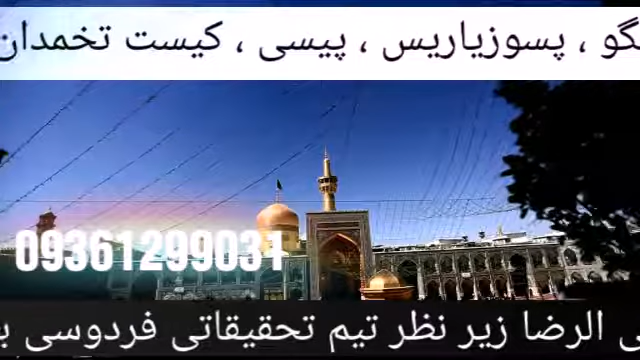 گو ، پسوزیاریس ، پیسی ، کیست تخمدان
09361299031
ی الرضا زیر نظر تیم تحقیقاتی فردوسی